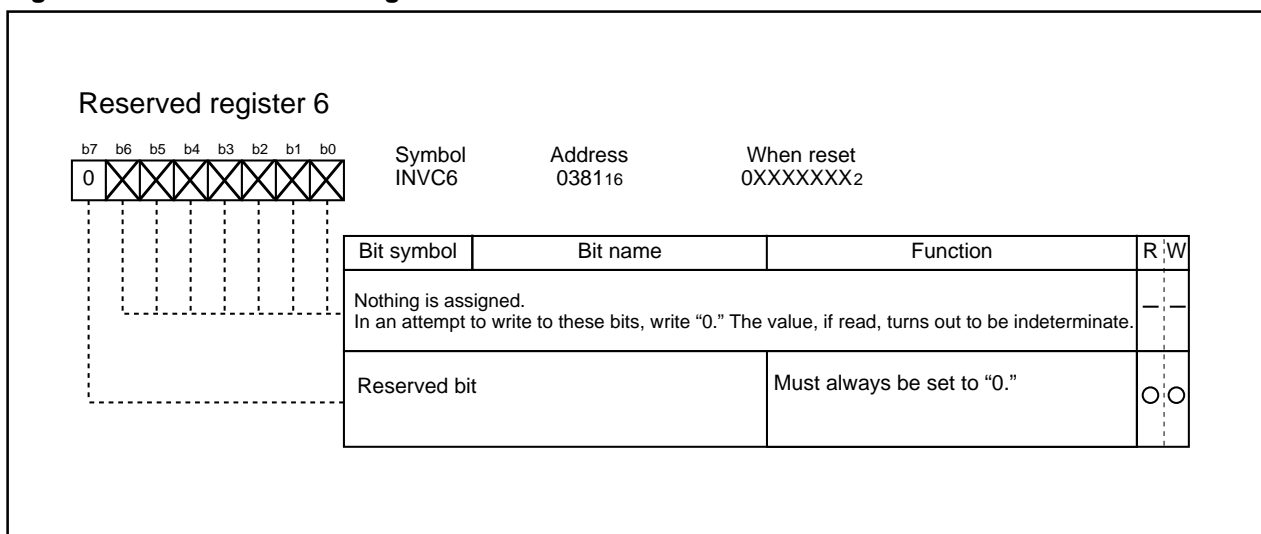 Reserved register 6
b7 b6 b5 b4 b3 b2 b1 b0
0
Symbol Address When reset
INVC6 038116 0XXXXXXX2
Bit symbol Bit name Function R W
Nothing is assigned.
In an attempt to write to these bits, write “0.” The value, if read, turns out to be indeterminate.
— —
Reserved bit Must always be set to “0.”